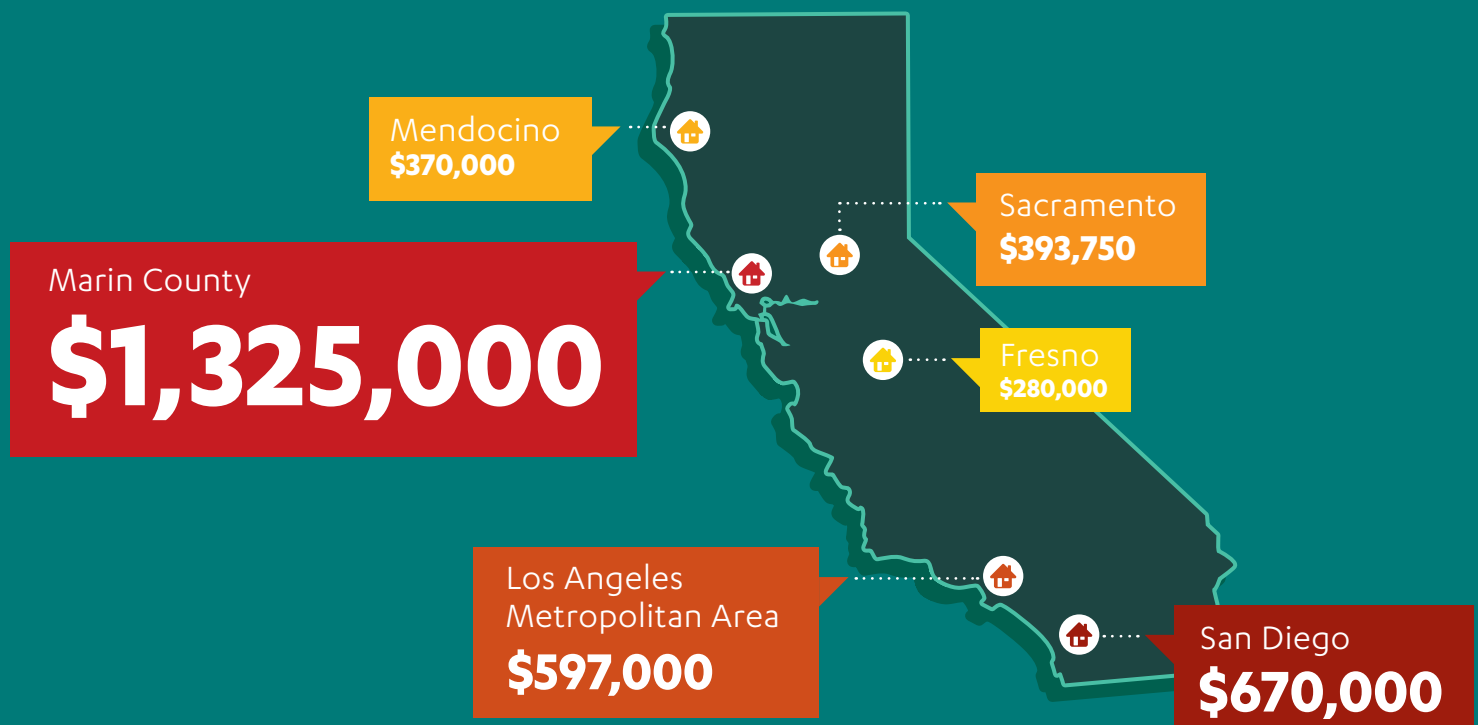 Mendocino
$370,000
Sacramento
$393,750
Marin County
$1,325,000
Fresno
$280,000
Los Angeles
Metropolitan Area
$597,000
San Diego
$670,000